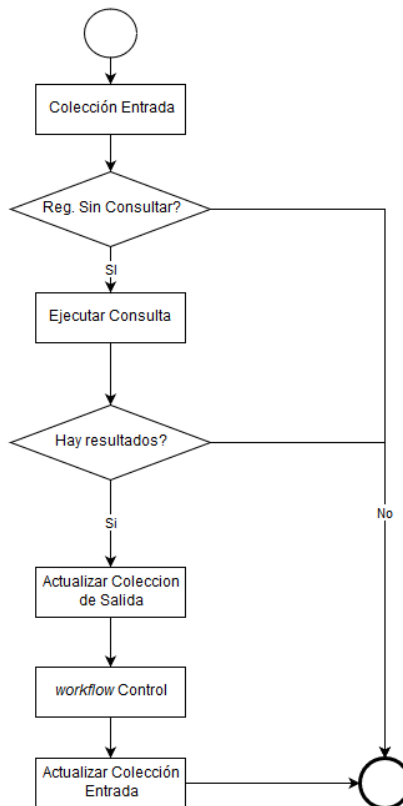 Colección Entrada
Reg. Sin Consultar?
SI
Ejecutar Consulta
Hay resultados?
No
Si
Actualizar Coleccion
de Salida
workflow Control
Actualizar Colección
Entrada